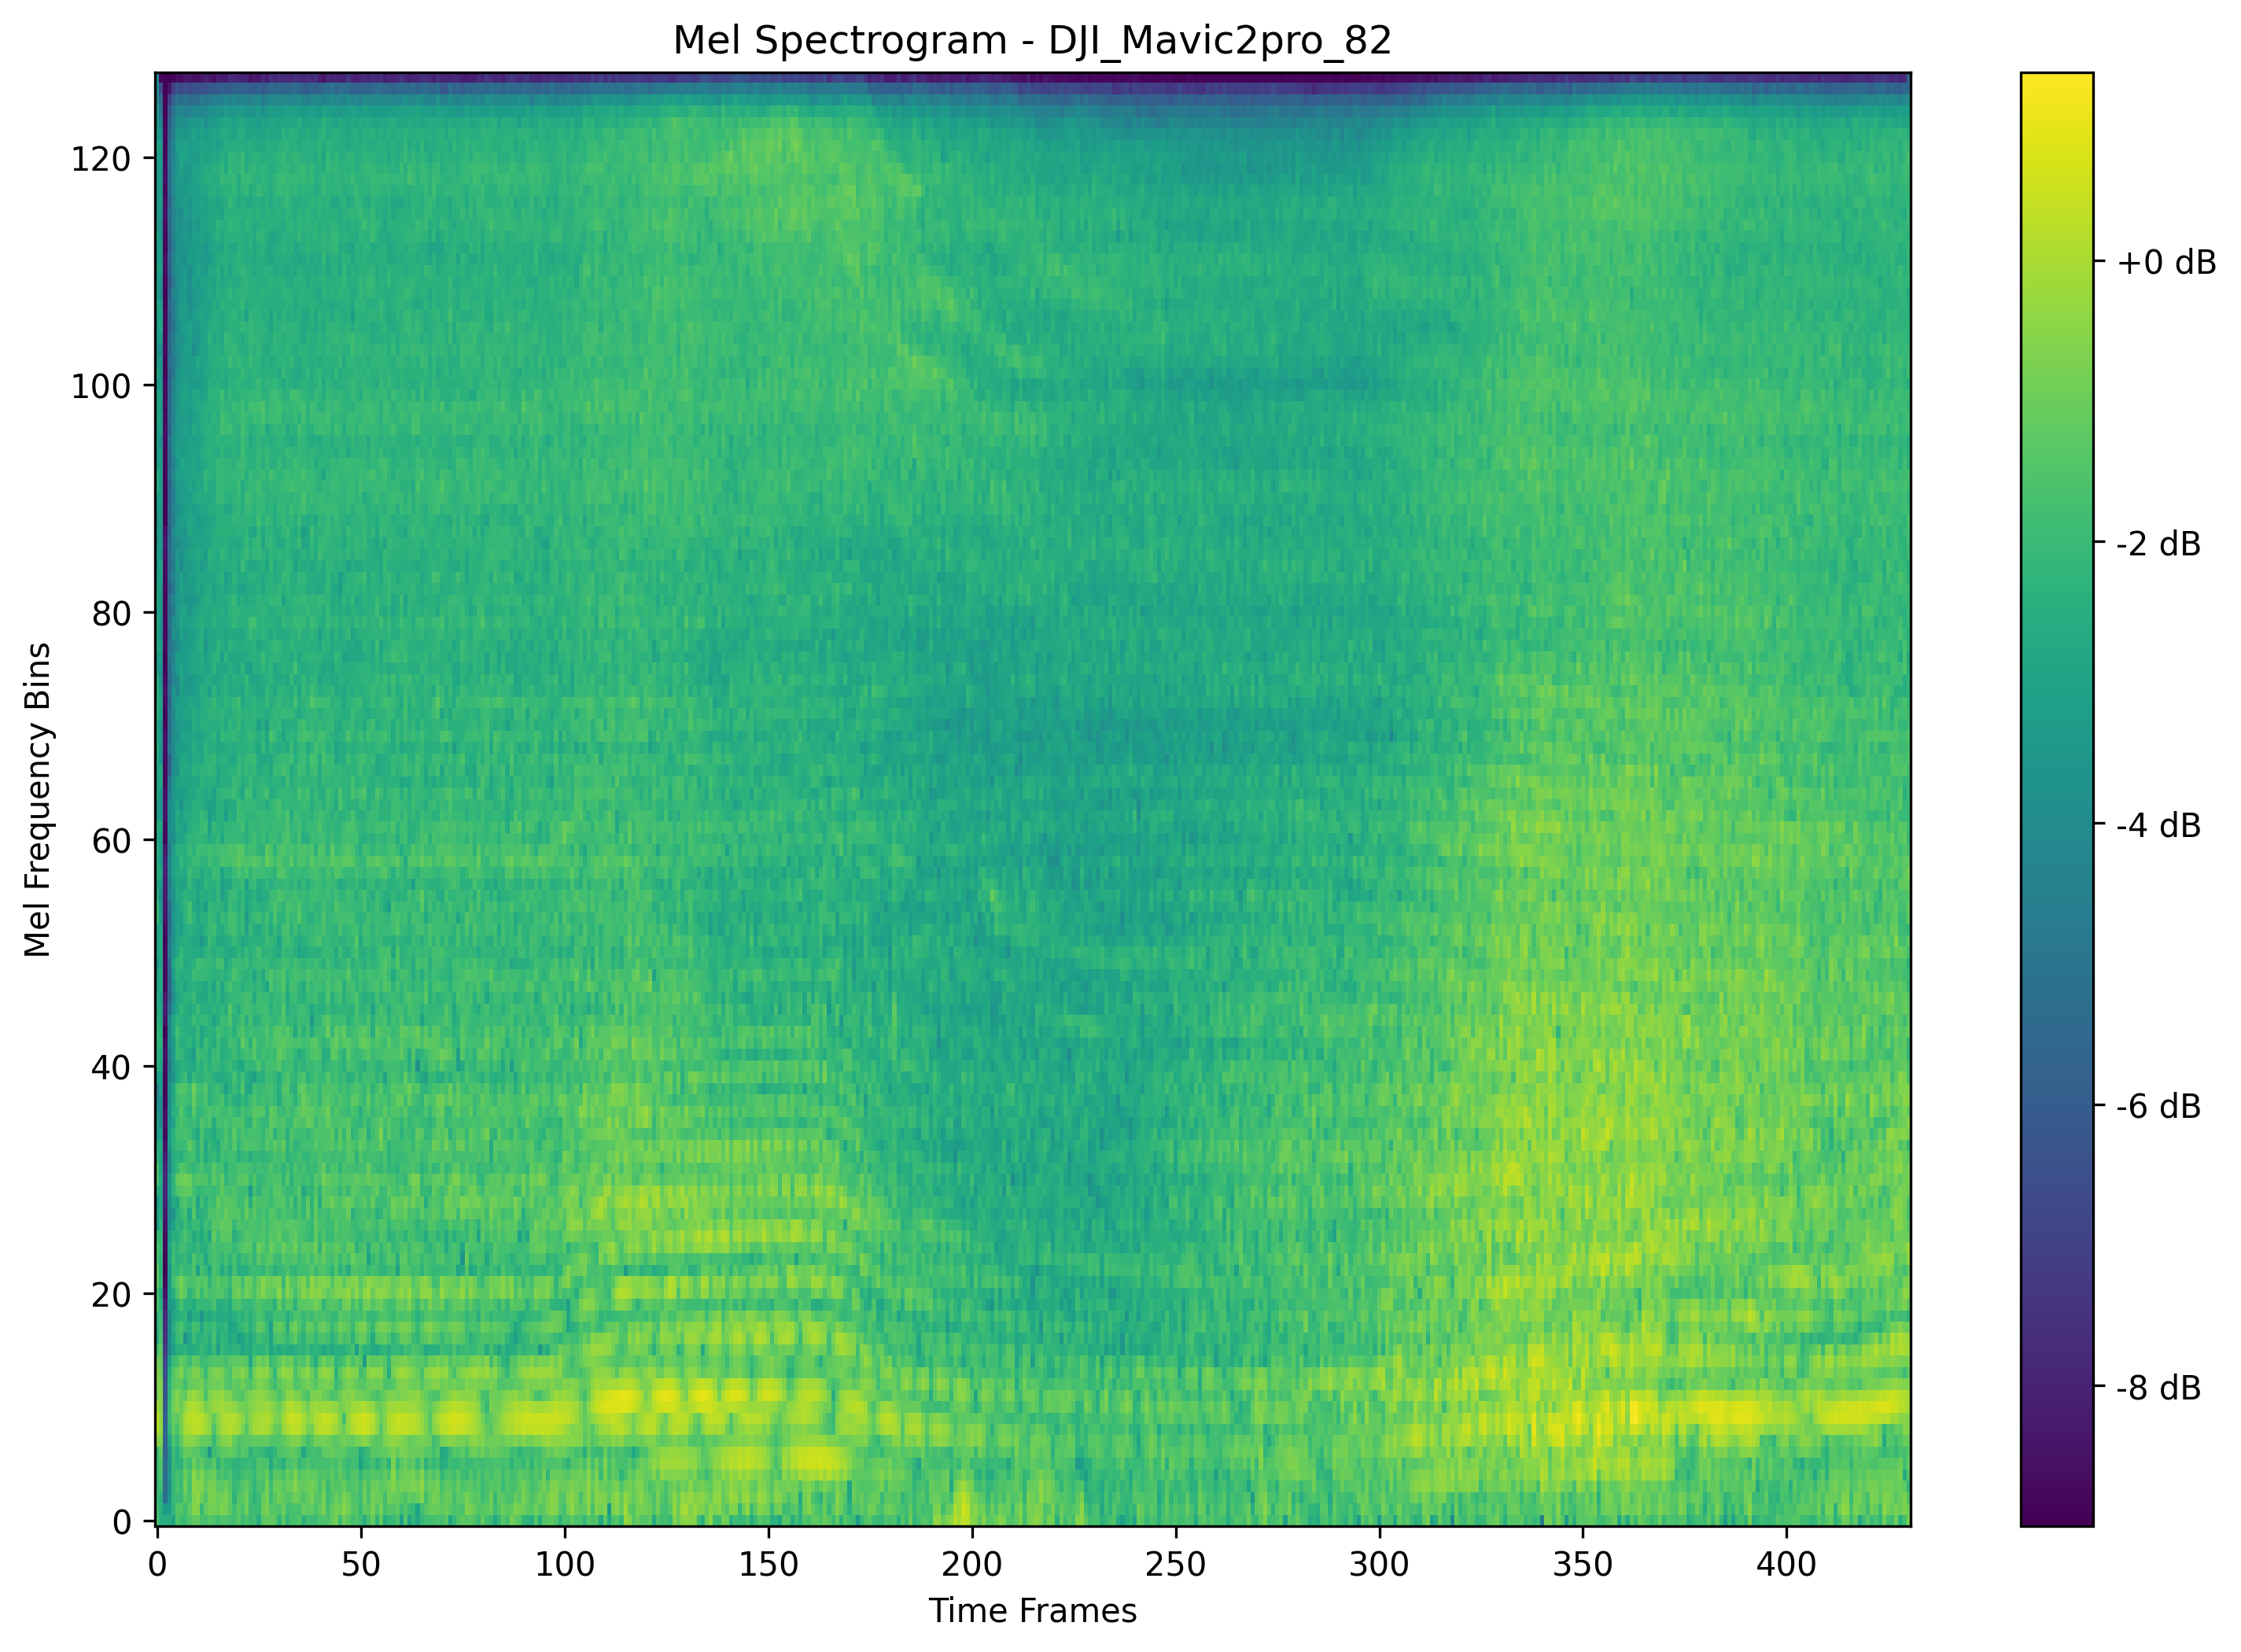 Mel Spectrogram - DJI_Mavic2pro_82
Mel Frequency Bins
120
100
80
60
40
20
0
0 50 100 150 200 250 300 350 400
Time Frames
+0 dB
-2 dB
-4 dB
-6 dB
-8 dB